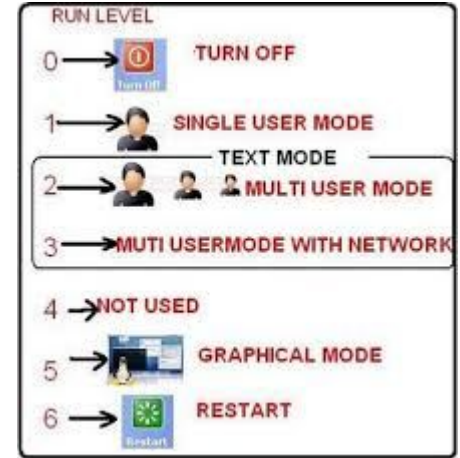 RUN LEVEL
0 TURN OFF
Turn Off
1 SINGLE USER MODE
TEXT MODE
2 MULTI USER MODE
3 MUTI USERMODE WITH NETWORK
4 NOT USED
5 GRAPHICAL MODE
6 RESTART
Restart